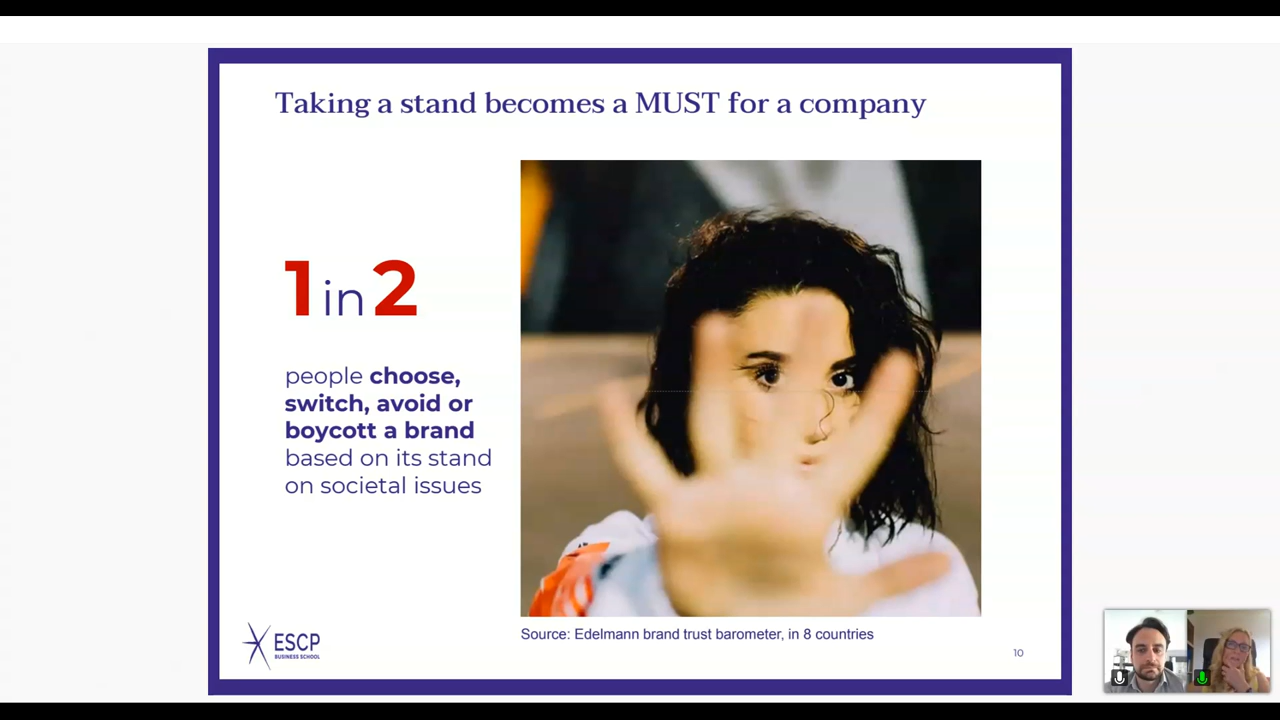 Taking a stand becomes a MUST for a company
1 in 2
people choose,
switch, avoid or
boycott a brand
based on its stand
on societal issues
Source: Edelmann brand trust barometer, in 8 countries
ESCP
BUSINESS SCHOOL
10